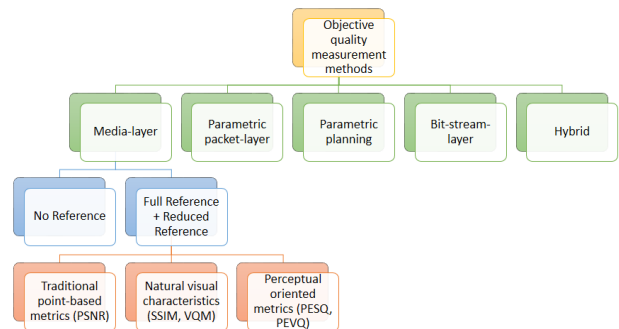 Objective
quality
measurement
methods
Media-layer
Parametric
packet-layer
Parametric
planning
Bit-stream-
layer
Hybrid
No Reference
Full Reference
+ Reduced
Reference
Traditional
point-based
metrics (PSNR)
Natural visual
characteristics
(SSIM, VQM)
Perceptual
oriented
metrics (PESQ,
PEVQ)